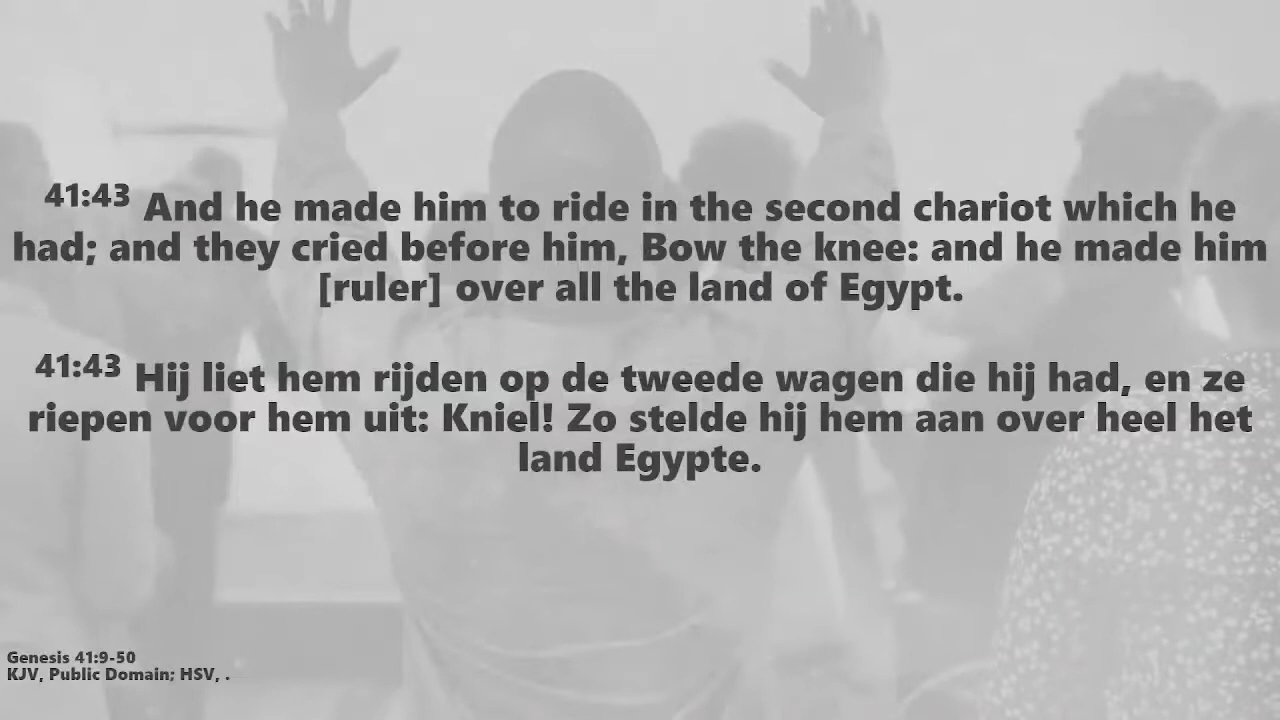 41:43 And he made him to ride in the second chariot which he
had; and they cried before him, Bow the knee: and he made him
[ruler] over all the land of Egypt.
41:43 Hij liet hem rijden op de tweede wagen die hij had, en ze
riepen voor hem uit: Kniel! Zo stelde hij hem aan over heel het
land Egypte.
Genesis 41:9-50
KJV, Public Domain; HSV, .